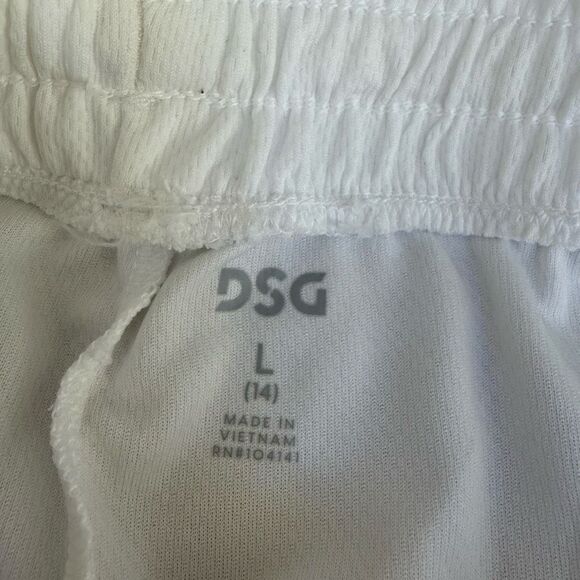 DSG
L
(14)
MADE IN
VIETNAM
RN#104141